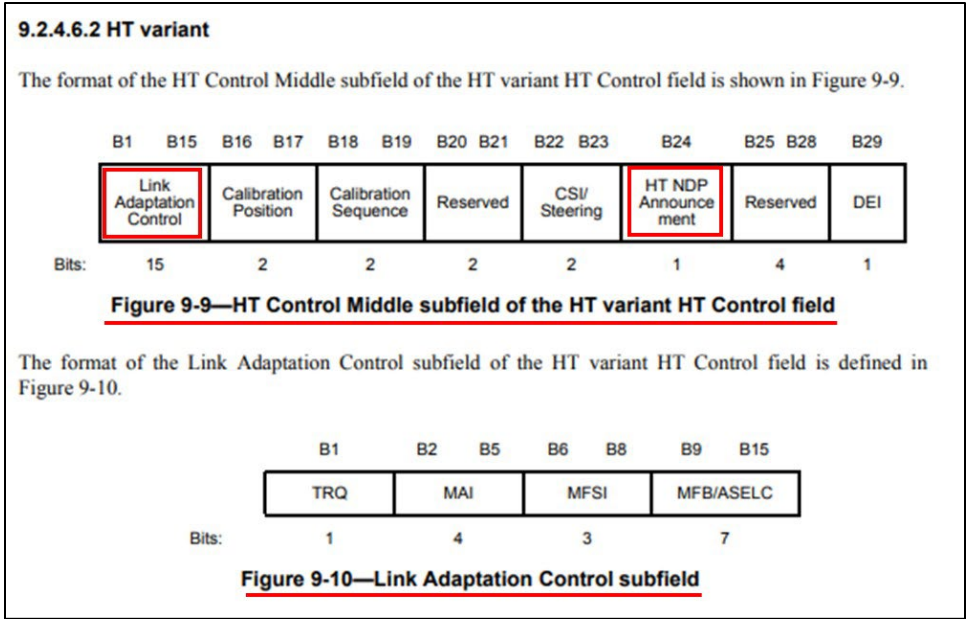 9.2.4.6.2 HT variant
The format of the HT Control Middle subfield of the HT variant HT Control field is shown in Figure 9-9.
B1 B15 B16 B17 B18 B19 B20 B21 B22 B23 B24 B25 B28 B29
Link
Adaptation
Control
Calibration
Position
Calibration
Sequence
Reserved
CSI/
Steering
HT NDP
Announce
ment
Reserved
DEI
Bits: 15 2 2 2 2 1 4 1
Figure 9-9—HT Control Middle subfield of the HT variant HT Control field
The format of the Link Adaptation Control subfield of the HT variant HT Control field is defined in
Figure 9-10.
B1 B2 B5 B6 B8 B9 B15
TRQ MAI MFSI MFB/ASELC
Bits: 1 4 3 7
Figure 9-10—Link Adaptation Control subfield